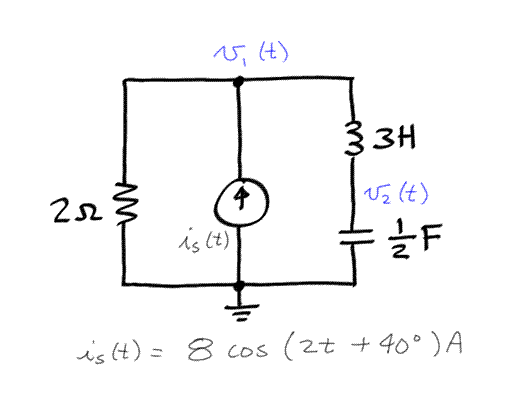 v₁(t)
3H
v₂(t)
2Ω
iₛ(t)
½F
iₛ(t) = 8 cos (2t + 40°) A